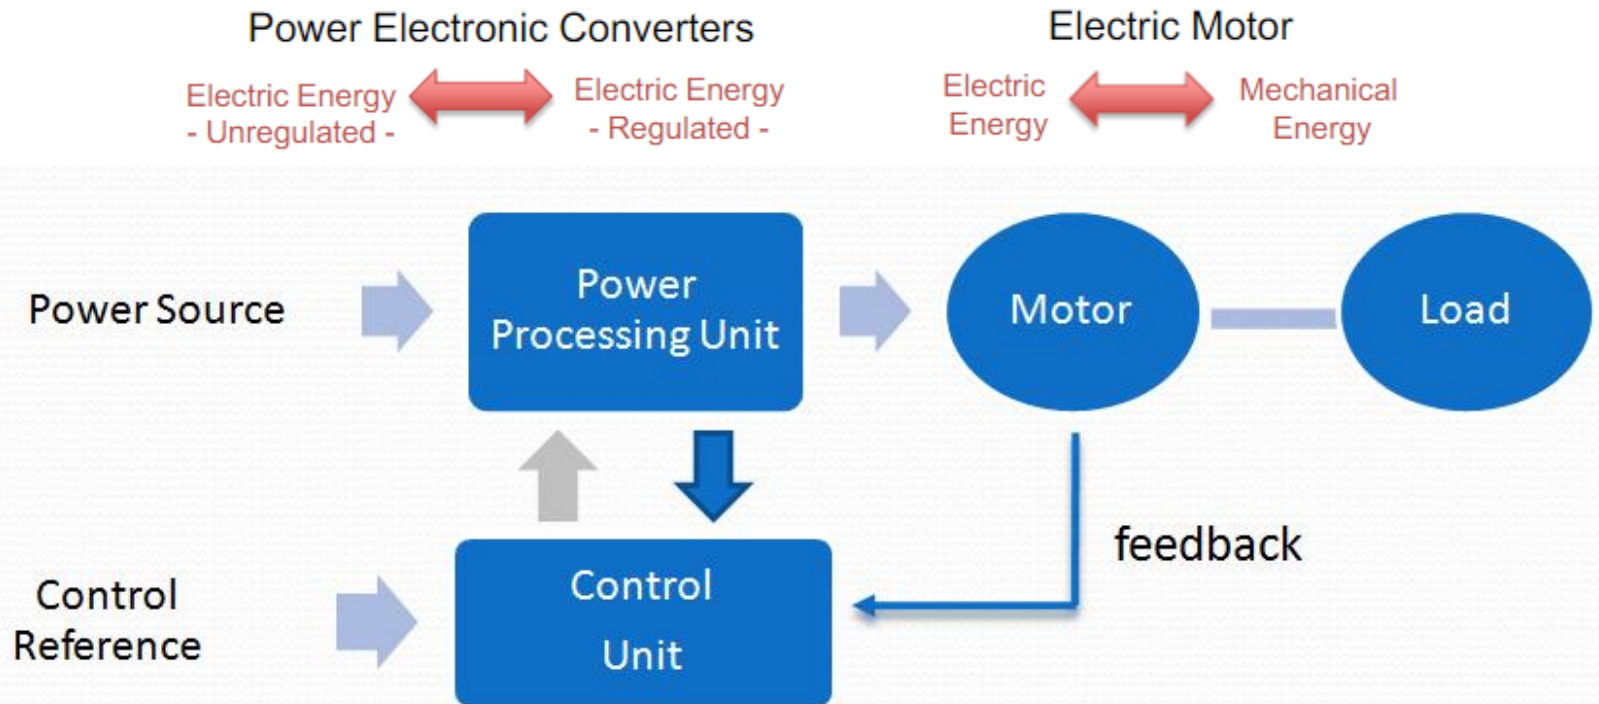 Power Electronic Converters
Electric Motor
Electric Energy
- Unregulated -
Electric Energy
- Regulated -
Electric
Energy
Mechanical
Energy
Power Source
Power
Processing Unit
Motor
Load
feedback
Control
Reference
Control
Unit